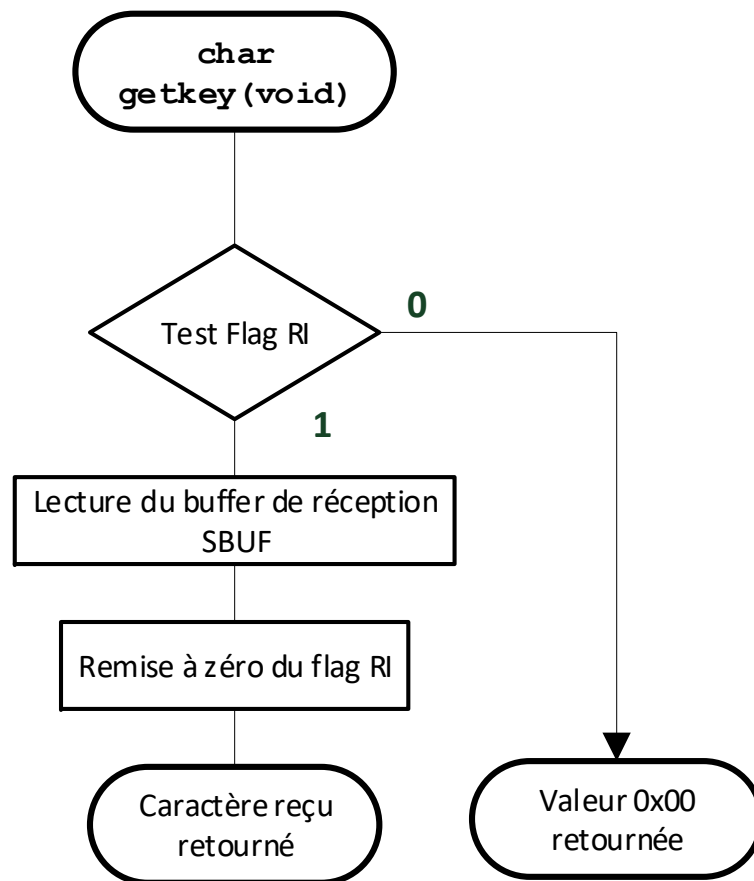 char
getkey(void)
0
Test Flag RI
1
Lecture du buffer de réception
SBUF
Remise à zéro du flag RI
Caractère reçu
retourné
Valeur 0x00
retournée